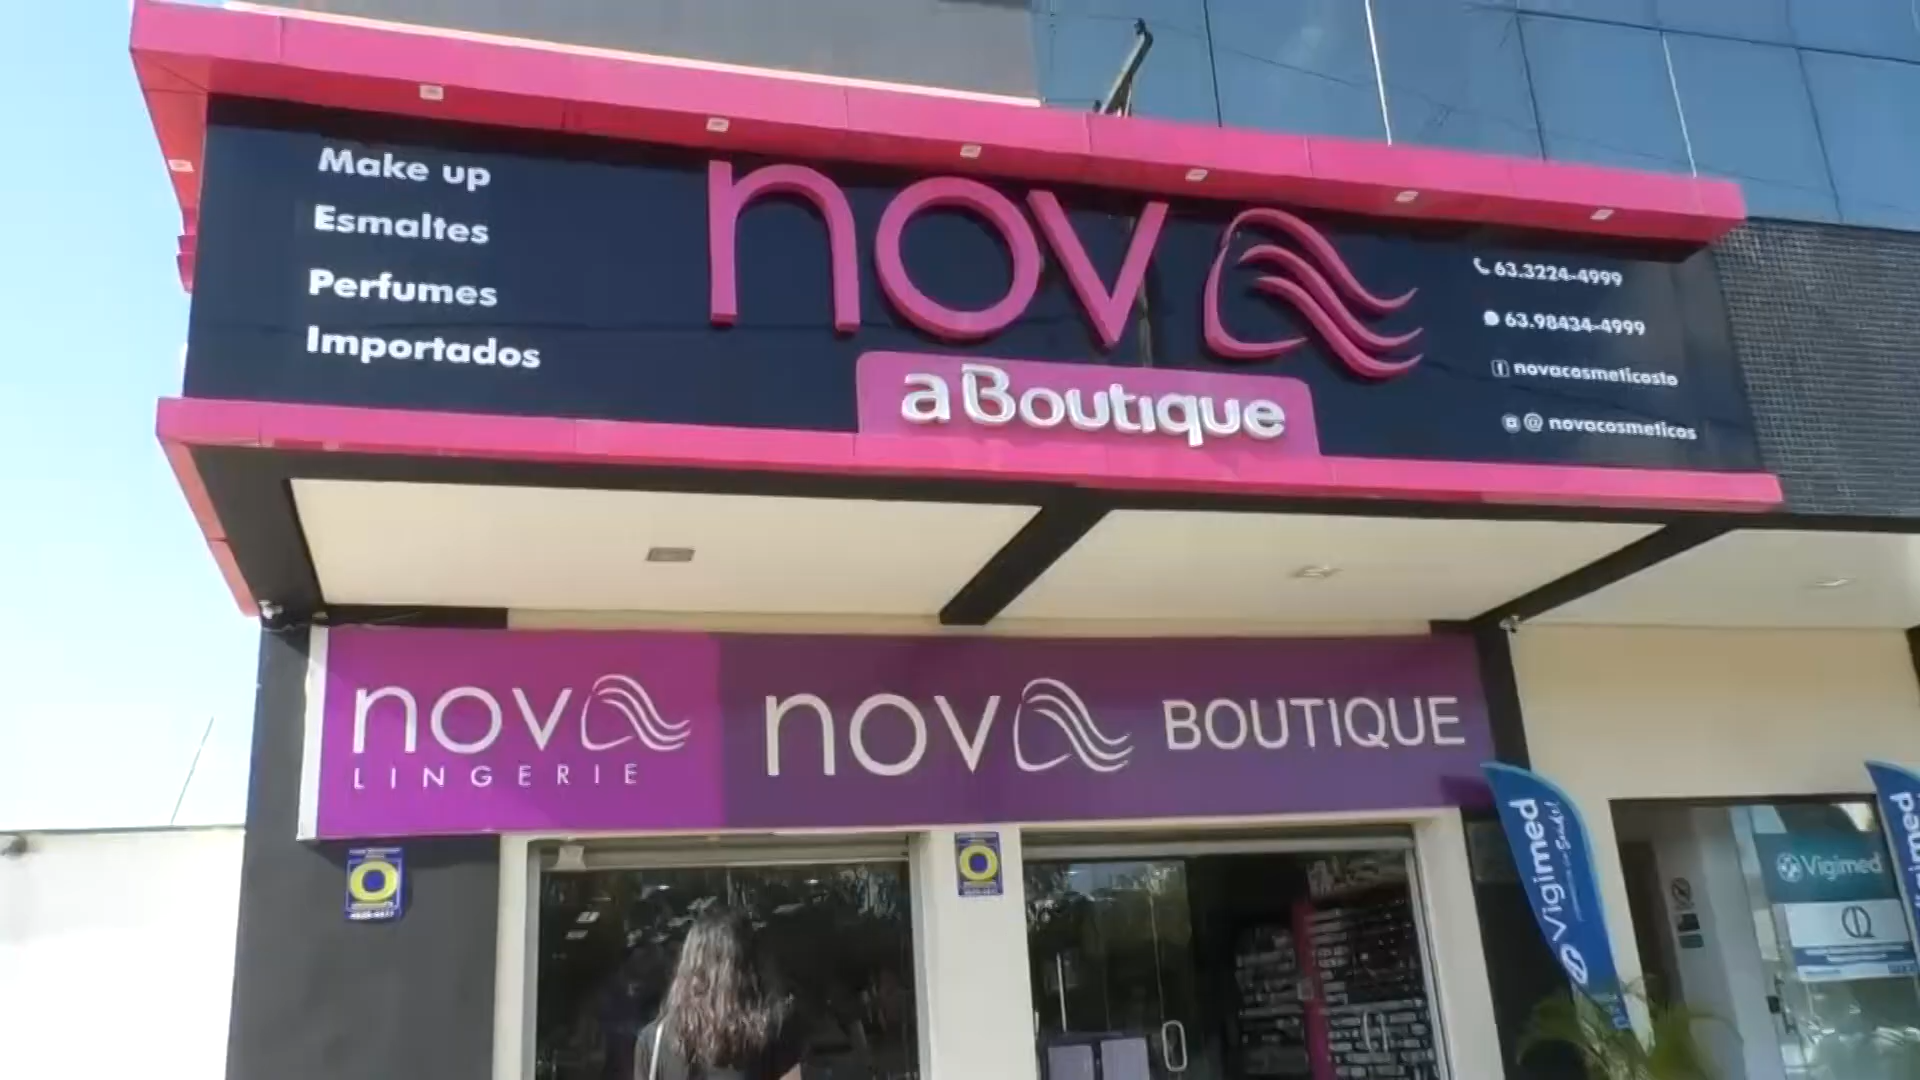 Make up
Esmaltes
Perfumes
Importados
nova
a Boutique
63.3224-4999
63.98434-4999
novacosmeticosto
@ novacosmeticos
nova
LINGERIE
nova BOUTIQUE
Vigimed
Vigimed
Vigimed